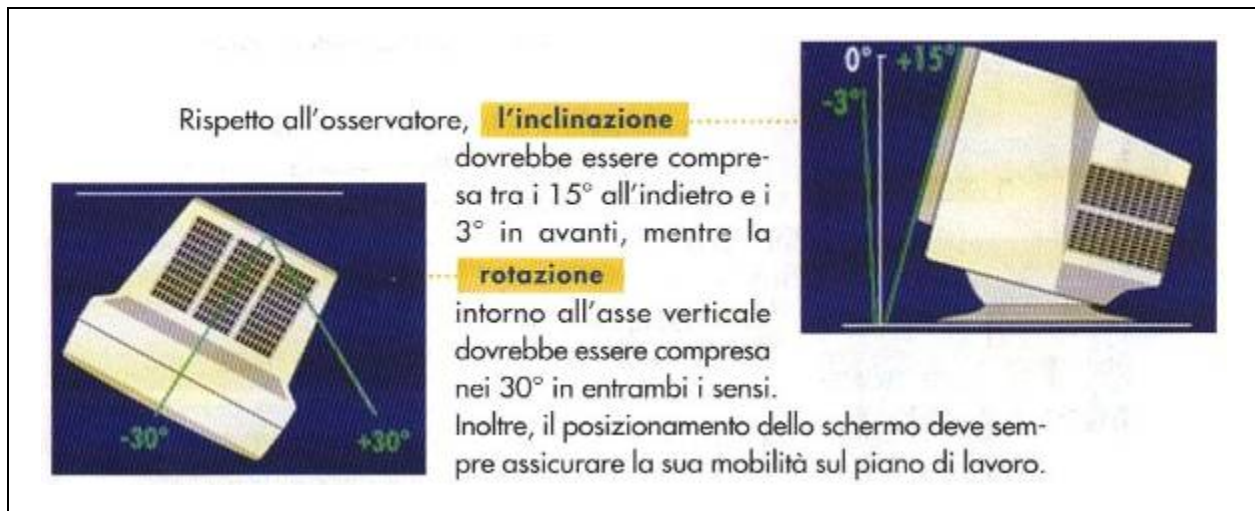 0° +15°
-3°
Rispetto all'osservatore, l'inclinazione
dovrebbe essere compre-
sa tra i 15° all'indietro e i
3° in avanti, mentre la
rotazione
intorno all'asse verticale
dovrebbe essere compresa
nei 30° in entrambi i sensi.
Inoltre, il posizionamento dello schermo deve sem-
pre assicurare la sua mobilità sul piano di lavoro.
-30° +30°